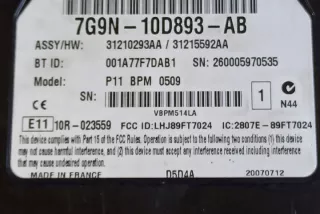 7G9N-10D893-AB
ASSY/HW: 31210293AA / 31215592AA
BT ID: 001A77F7DAB1 SN: 260005970535
Model: P11 BPM 0509
SN: 1 N44
V8PM514LA
E11 10R-023559 FCC ID:LHJ89FT7024 IC:2807E-89FT7024
This device complies with Part 15 of the FCC Rules. Operation is subject to the following two conditions (1) this device
may not cause harmful interference and (2) this device must accept any interference received including interference
that may cause undesired operation.
MADE IN FRANCE D5D4A 20070712